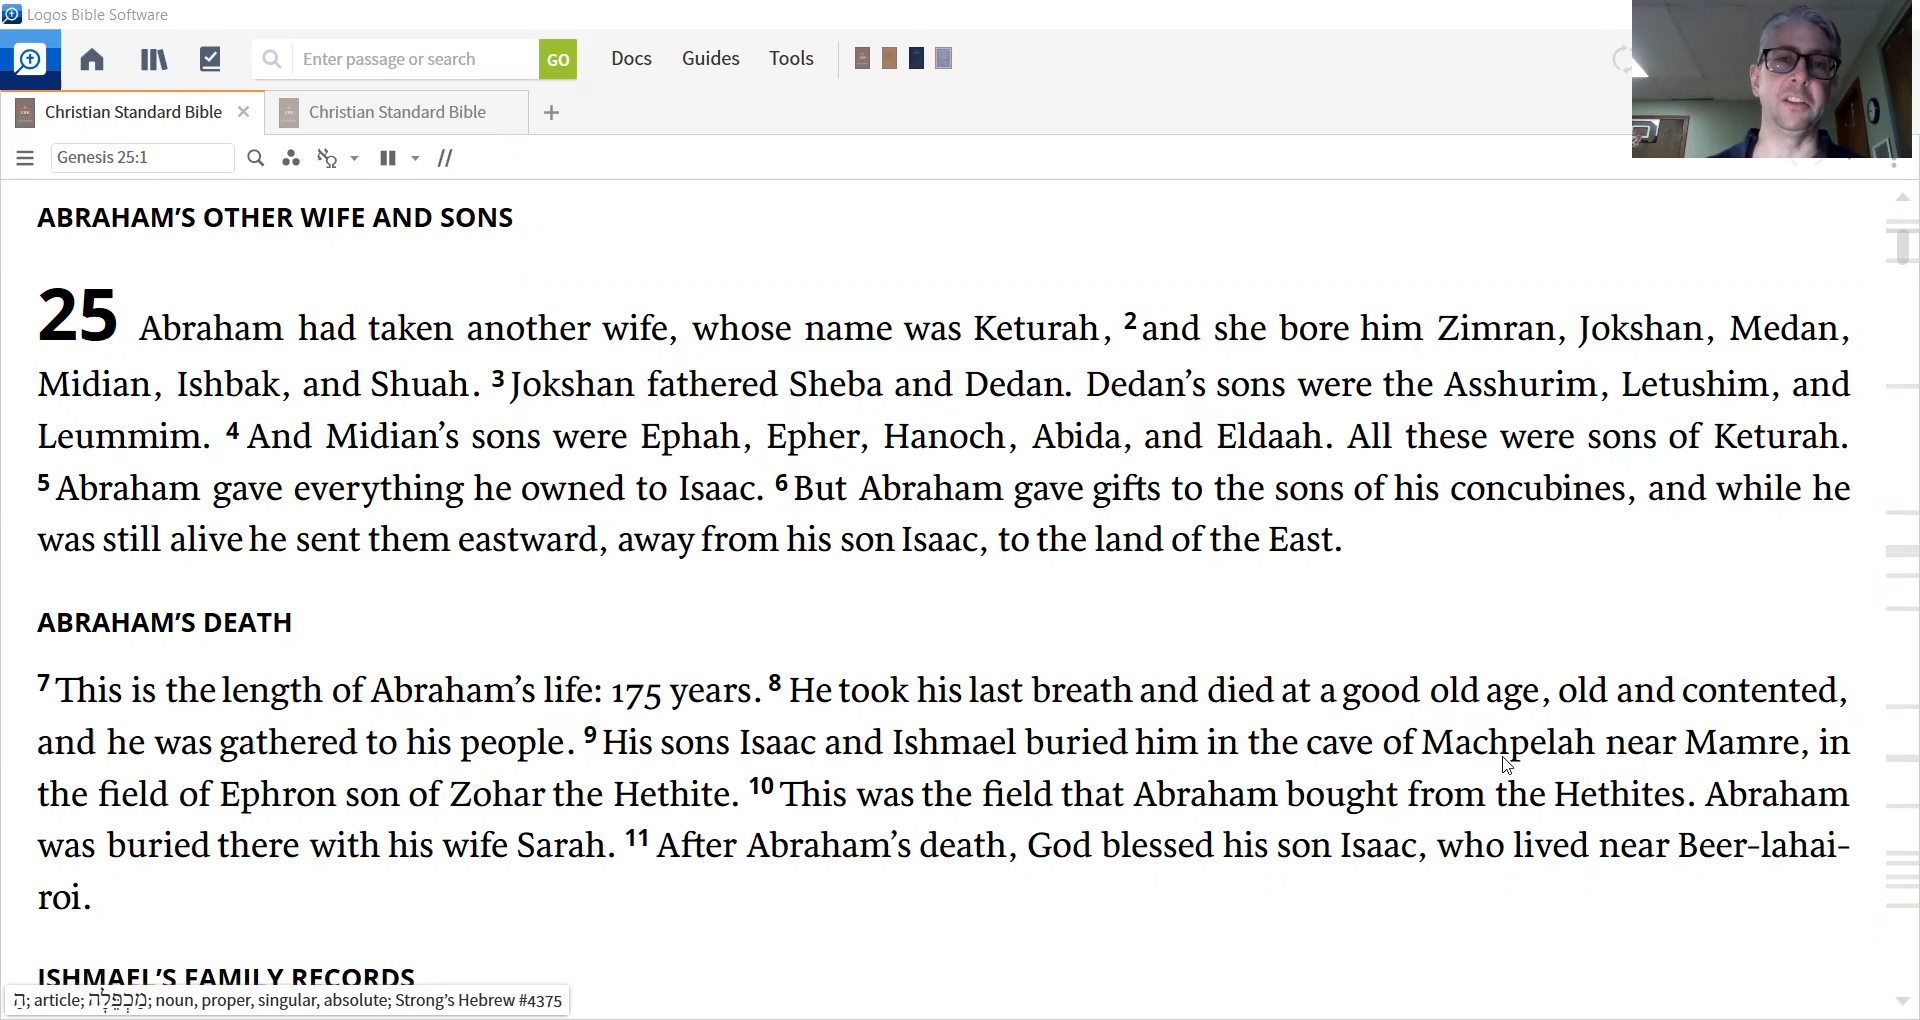 Logos Bible Software
Enter passage or search GO Docs Guides Tools
Christian Standard Bible Christian Standard Bible
Genesis 25:1
ABRAHAM’S OTHER WIFE AND SONS
25 Abraham had taken another wife, whose name was Keturah, 2 and she bore him Zimran, Jokshan, Medan,
Midian, Ishbak, and Shuah. 3 Jokshan fathered Sheba and Dedan. Dedan’s sons were the Asshurim, Letushim, and
Leummim. 4 And Midian’s sons were Ephah, Epher, Hanoch, Abida, and Eldaah. All these were sons of Keturah.
5 Abraham gave everything he owned to Isaac. 6 But Abraham gave gifts to the sons of his concubines, and while he
was still alive he sent them eastward, away from his son Isaac, to the land of the East.
ABRAHAM’S DEATH
7 This is the length of Abraham’s life: 175 years. 8 He took his last breath and died at a good old age, old and contented,
and he was gathered to his people. 9 His sons Isaac and Ishmael buried him in the cave of Machpelah near Mamre, in
the field of Ephron son of Zohar the Hethite. 10 This was the field that Abraham bought from the Hethites. Abraham
was buried there with his wife Sarah. 11 After Abraham’s death, God blessed his son Isaac, who lived near Beer-lahai-
roi.
ISHMAEL’S FAMILY RECORDS
הַ; article; מַכְפֵּלָה; noun, proper, singular, absolute; Strong’s Hebrew #4375